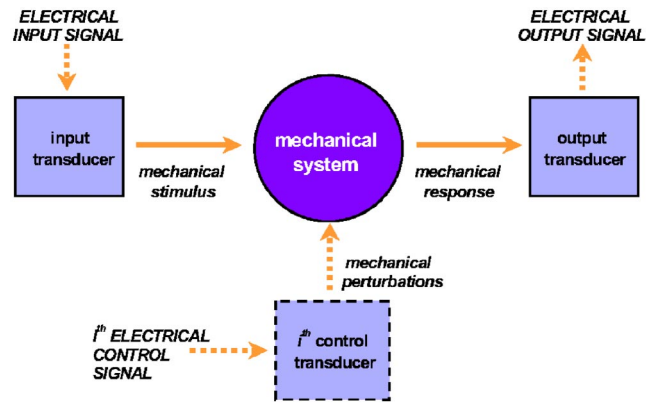 ELECTRICAL
INPUT SIGNAL
ELECTRICAL
OUTPUT SIGNAL
input
transducer
mechanical
stimulus
mechanical
system
mechanical
response
output
transducer
mechanical
perturbations
i^th ELECTRICAL
CONTROL
SIGNAL
i^th control
transducer